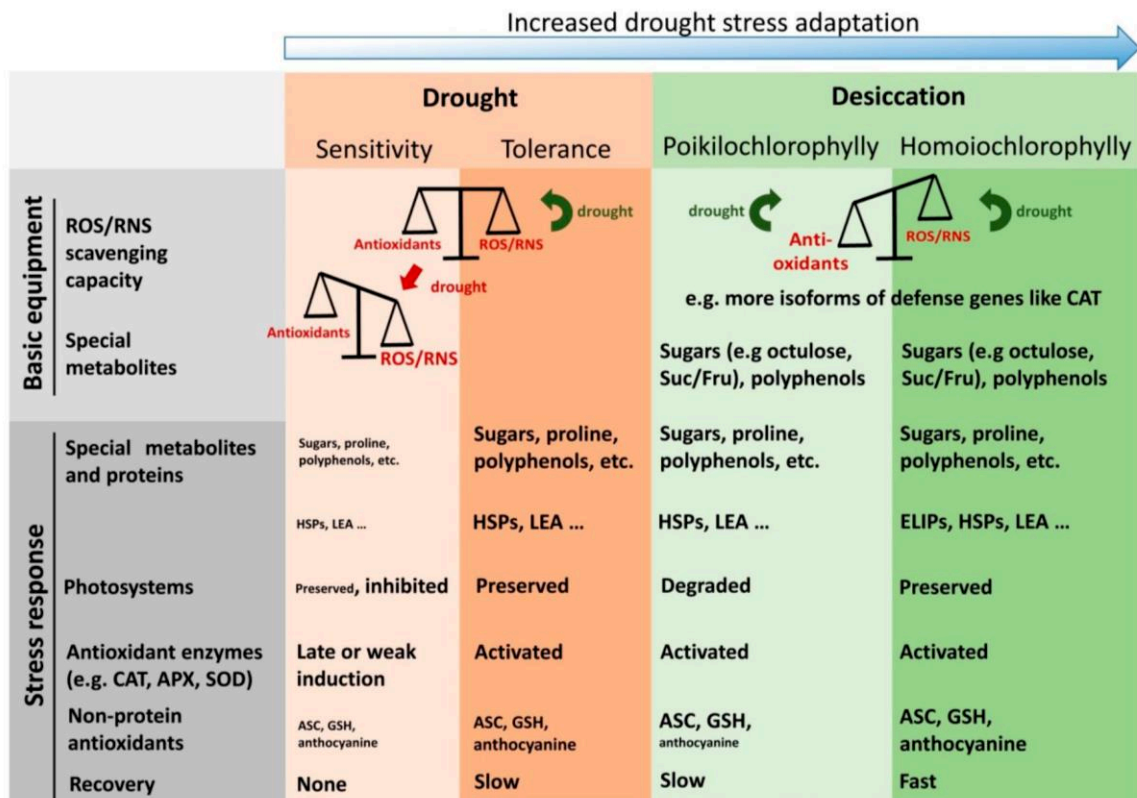 Increased drought stress adaptation
Drought
Desiccation
Sensitivity
Tolerance
Poikilochlorophylly
Homoiochlorophylly
Basic equipment
ROS/RNS
scavenging
capacity
Antioxidants
ROS/RNS
drought
drought
Antioxidants
ROS/RNS
drought
Anti-
oxidants
ROS/RNS
drought
e.g. more isoforms of defense genes like CAT
Special
metabolites
Sugars (e.g octulose,
Suc/Fru), polyphenols
Sugars (e.g octulose,
Suc/Fru), polyphenols
Stress response
Special metabolites
and proteins
Sugars, proline,
polyphenols, etc.
Sugars, proline,
polyphenols, etc.
Sugars, proline,
polyphenols, etc.
Sugars, proline,
polyphenols, etc.
HSPs, LEA ...
HSPs, LEA ...
HSPs, LEA ...
ELIPs, HSPs, LEA ...
Photosystems
Preserved, inhibited
Preserved
Degraded
Preserved
Antioxidant enzymes
(e.g. CAT, APX, SOD)
Late or weak
induction
Activated
Activated
Activated
Non-protein
antioxidants
ASC, GSH,
anthocyanine
ASC, GSH,
anthocyanine
ASC, GSH,
anthocyanine
ASC, GSH,
anthocyanine
Recovery
None
Slow
Slow
Fast